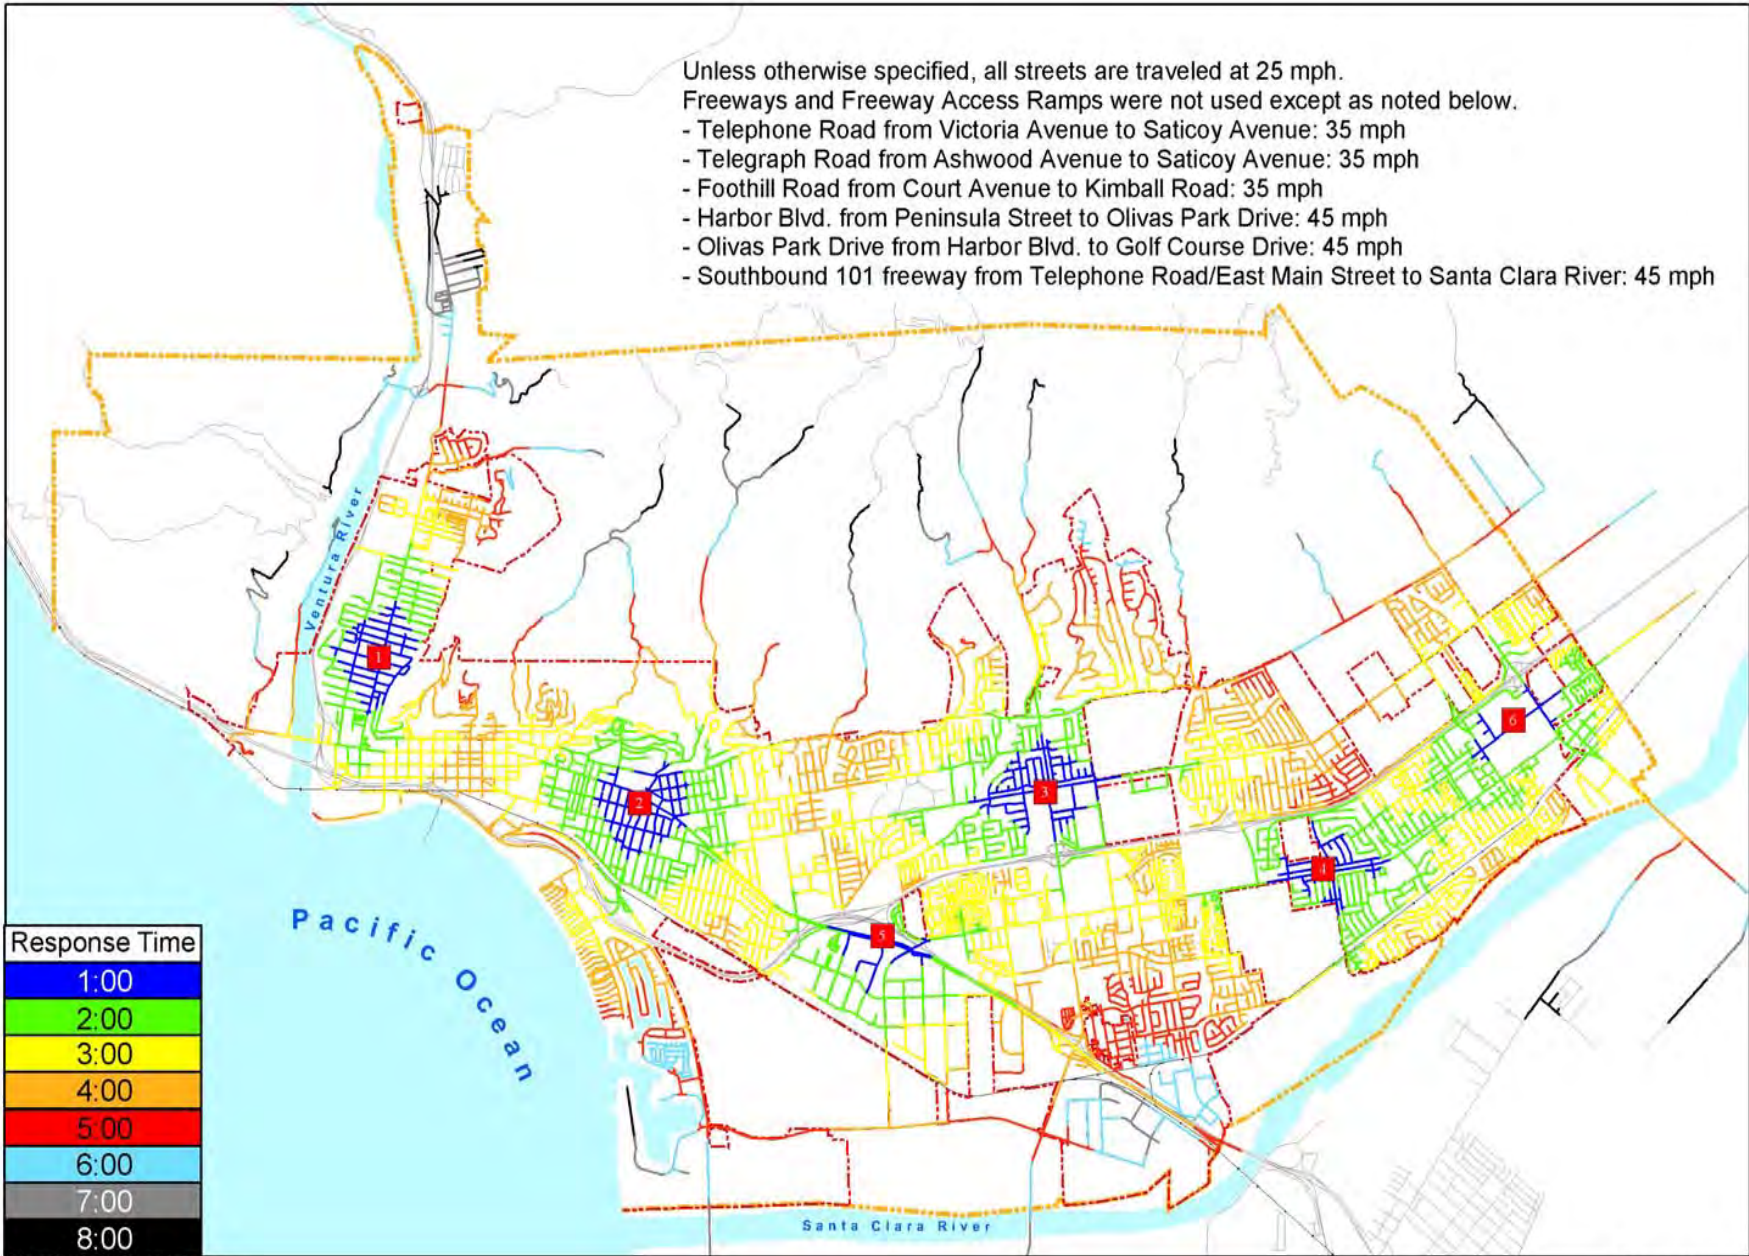 Unless otherwise specified, all streets are traveled at 25 mph.
Freeways and Freeway Access Ramps were not used except as noted below.
- Telephone Road from Victoria Avenue to Saticoy Avenue: 35 mph
- Telegraph Road from Ashwood Avenue to Saticoy Avenue: 35 mph
- Foothill Road from Court Avenue to Kimball Road: 35 mph
- Harbor Blvd. from Peninsula Street to Olivas Park Drive: 45 mph
- Olivas Park Drive from Harbor Blvd. to Golf Course Drive: 45 mph
- Southbound 101 freeway from Telephone Road/East Main Street to Santa Clara River: 45 mph
Ventura River
1
2
3
4
5
6
Pacific Ocean
Santa Clara River
Response Time
1:00
2:00
3:00
4:00
5:00
6:00
7:00
8:00